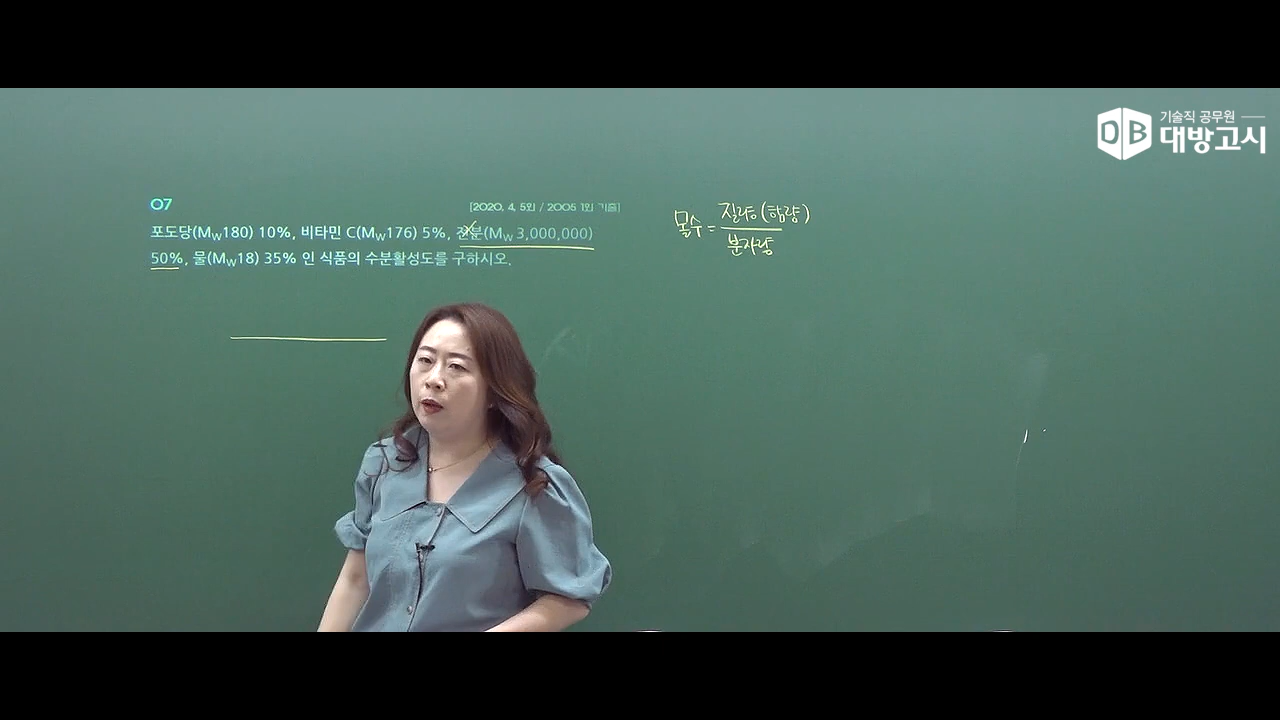 기술직 공무원
DB 대방고시
07
[2020. 4, 5회 / 2005 1회 기출]
포도당(MW180) 10%, 비타민 C(MW176) 5%, 전분(MW 3,000,000)
50%, 물(MW18) 35% 인 식품의 수분활성도를 구하시오.
몰수 = 질량(함량)
분자량